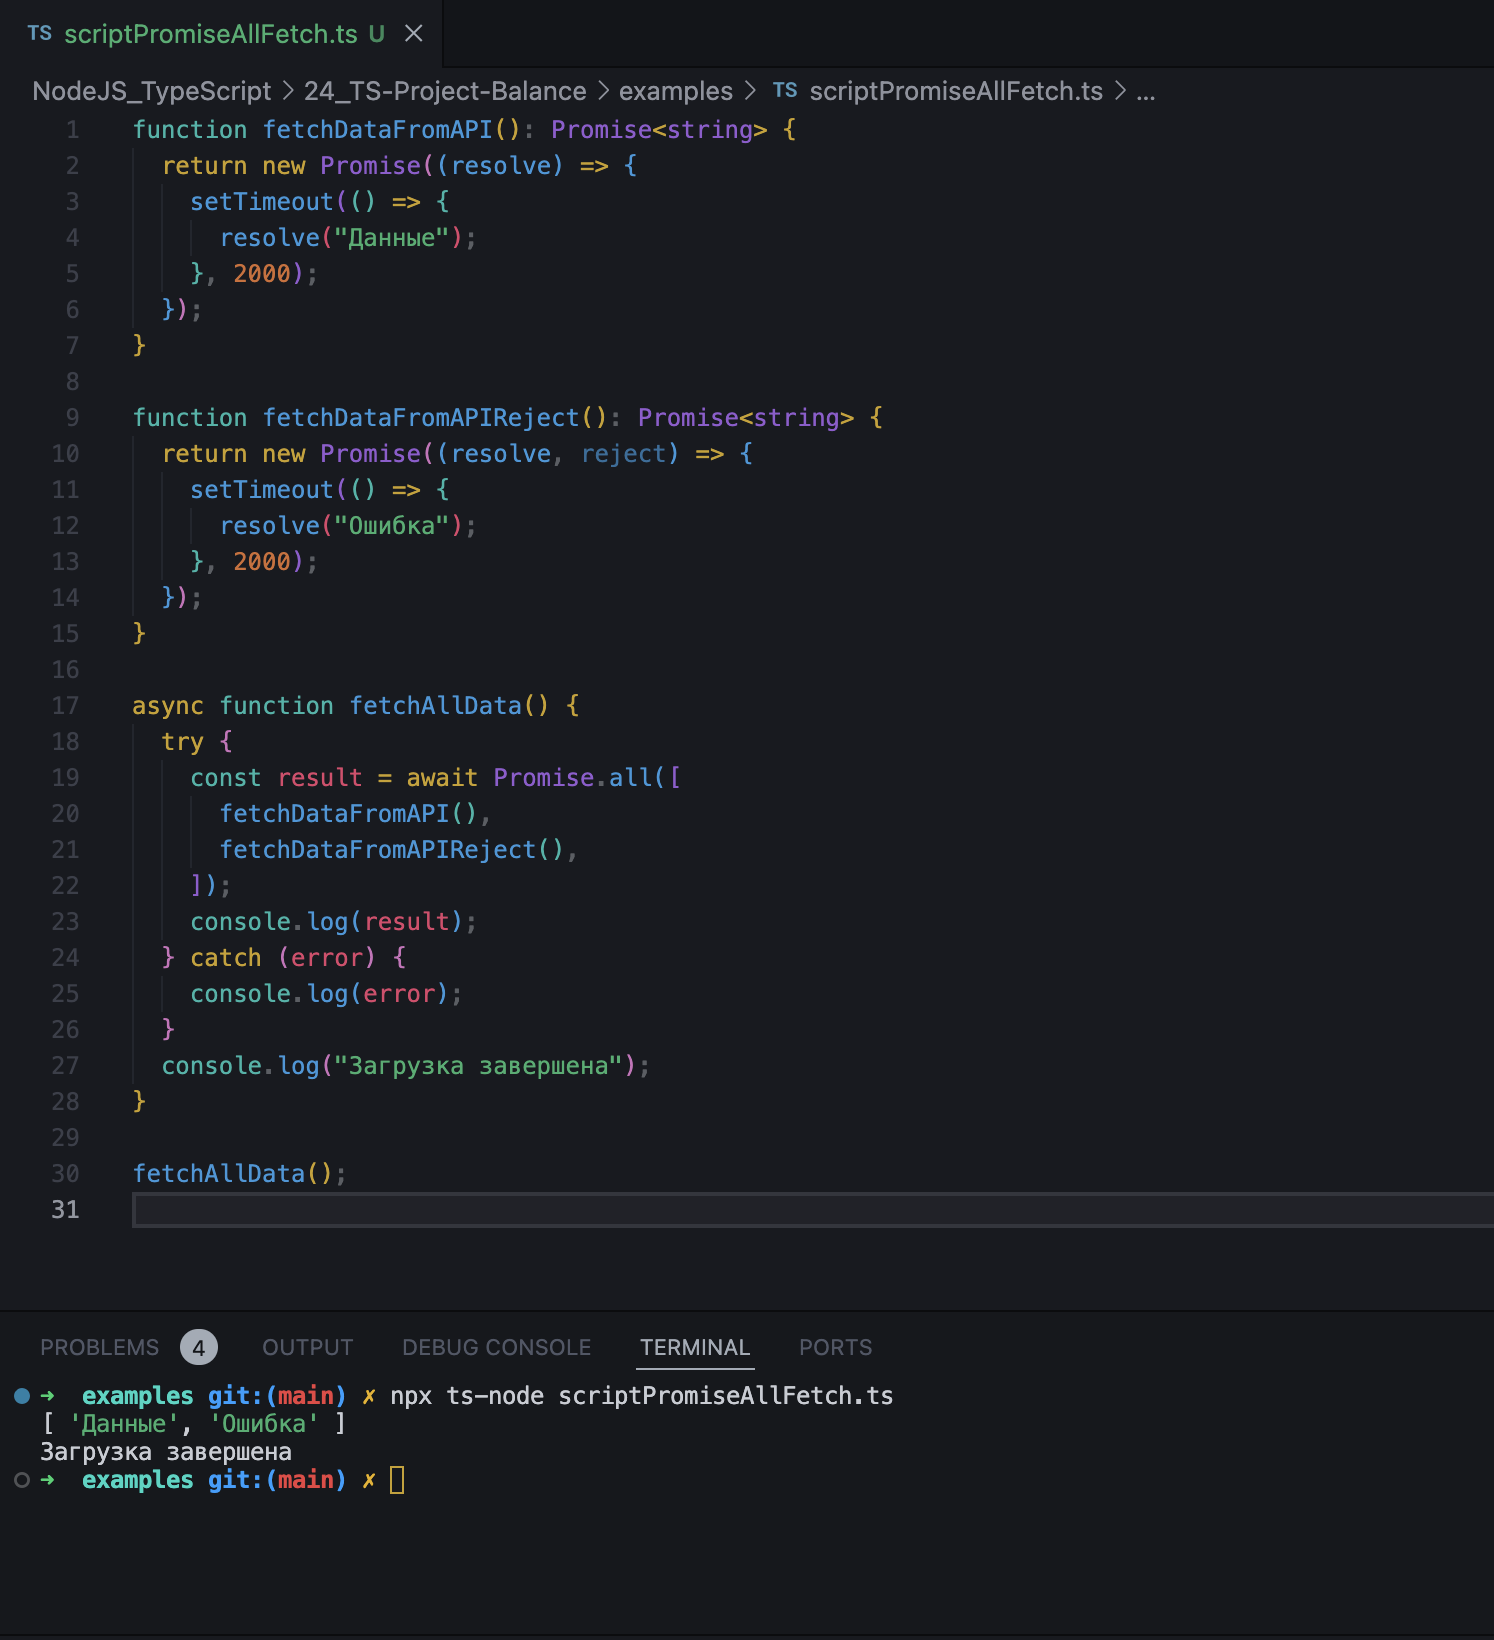 TS scriptPromiseAllFetch.ts U
NodeJS_TypeScript > 24_TS-Project-Balance > examples > TS scriptPromiseAllFetch.ts > ...
1 function fetchDataFromAPI(): Promise<string> {
2   return new Promise((resolve) => {
3     setTimeout(() => {
4       resolve("Данные");
5     }, 2000);
6   });
7 }
8
9 function fetchDataFromAPIReject(): Promise<string> {
10   return new Promise((resolve, reject) => {
11     setTimeout(() => {
12       resolve("Ошибка");
13     }, 2000);
14   });
15 }
16
17 async function fetchAllData() {
18   try {
19     const result = await Promise.all([
20       fetchDataFromAPI(),
21       fetchDataFromAPIReject(),
22     ]);
23     console.log(result);
24   } catch (error) {
25     console.log(error);
26   }
27   console.log("Загрузка завершена");
28 }
29
30 fetchAllData();
31
PROBLEMS 4 OUTPUT DEBUG CONSOLE TERMINAL PORTS
➜ examples git:(main) ✗ npx ts-node scriptPromiseAllFetch.ts
[ 'Данные', 'Ошибка' ]
Загрузка завершена
➜ examples git:(main) ✗